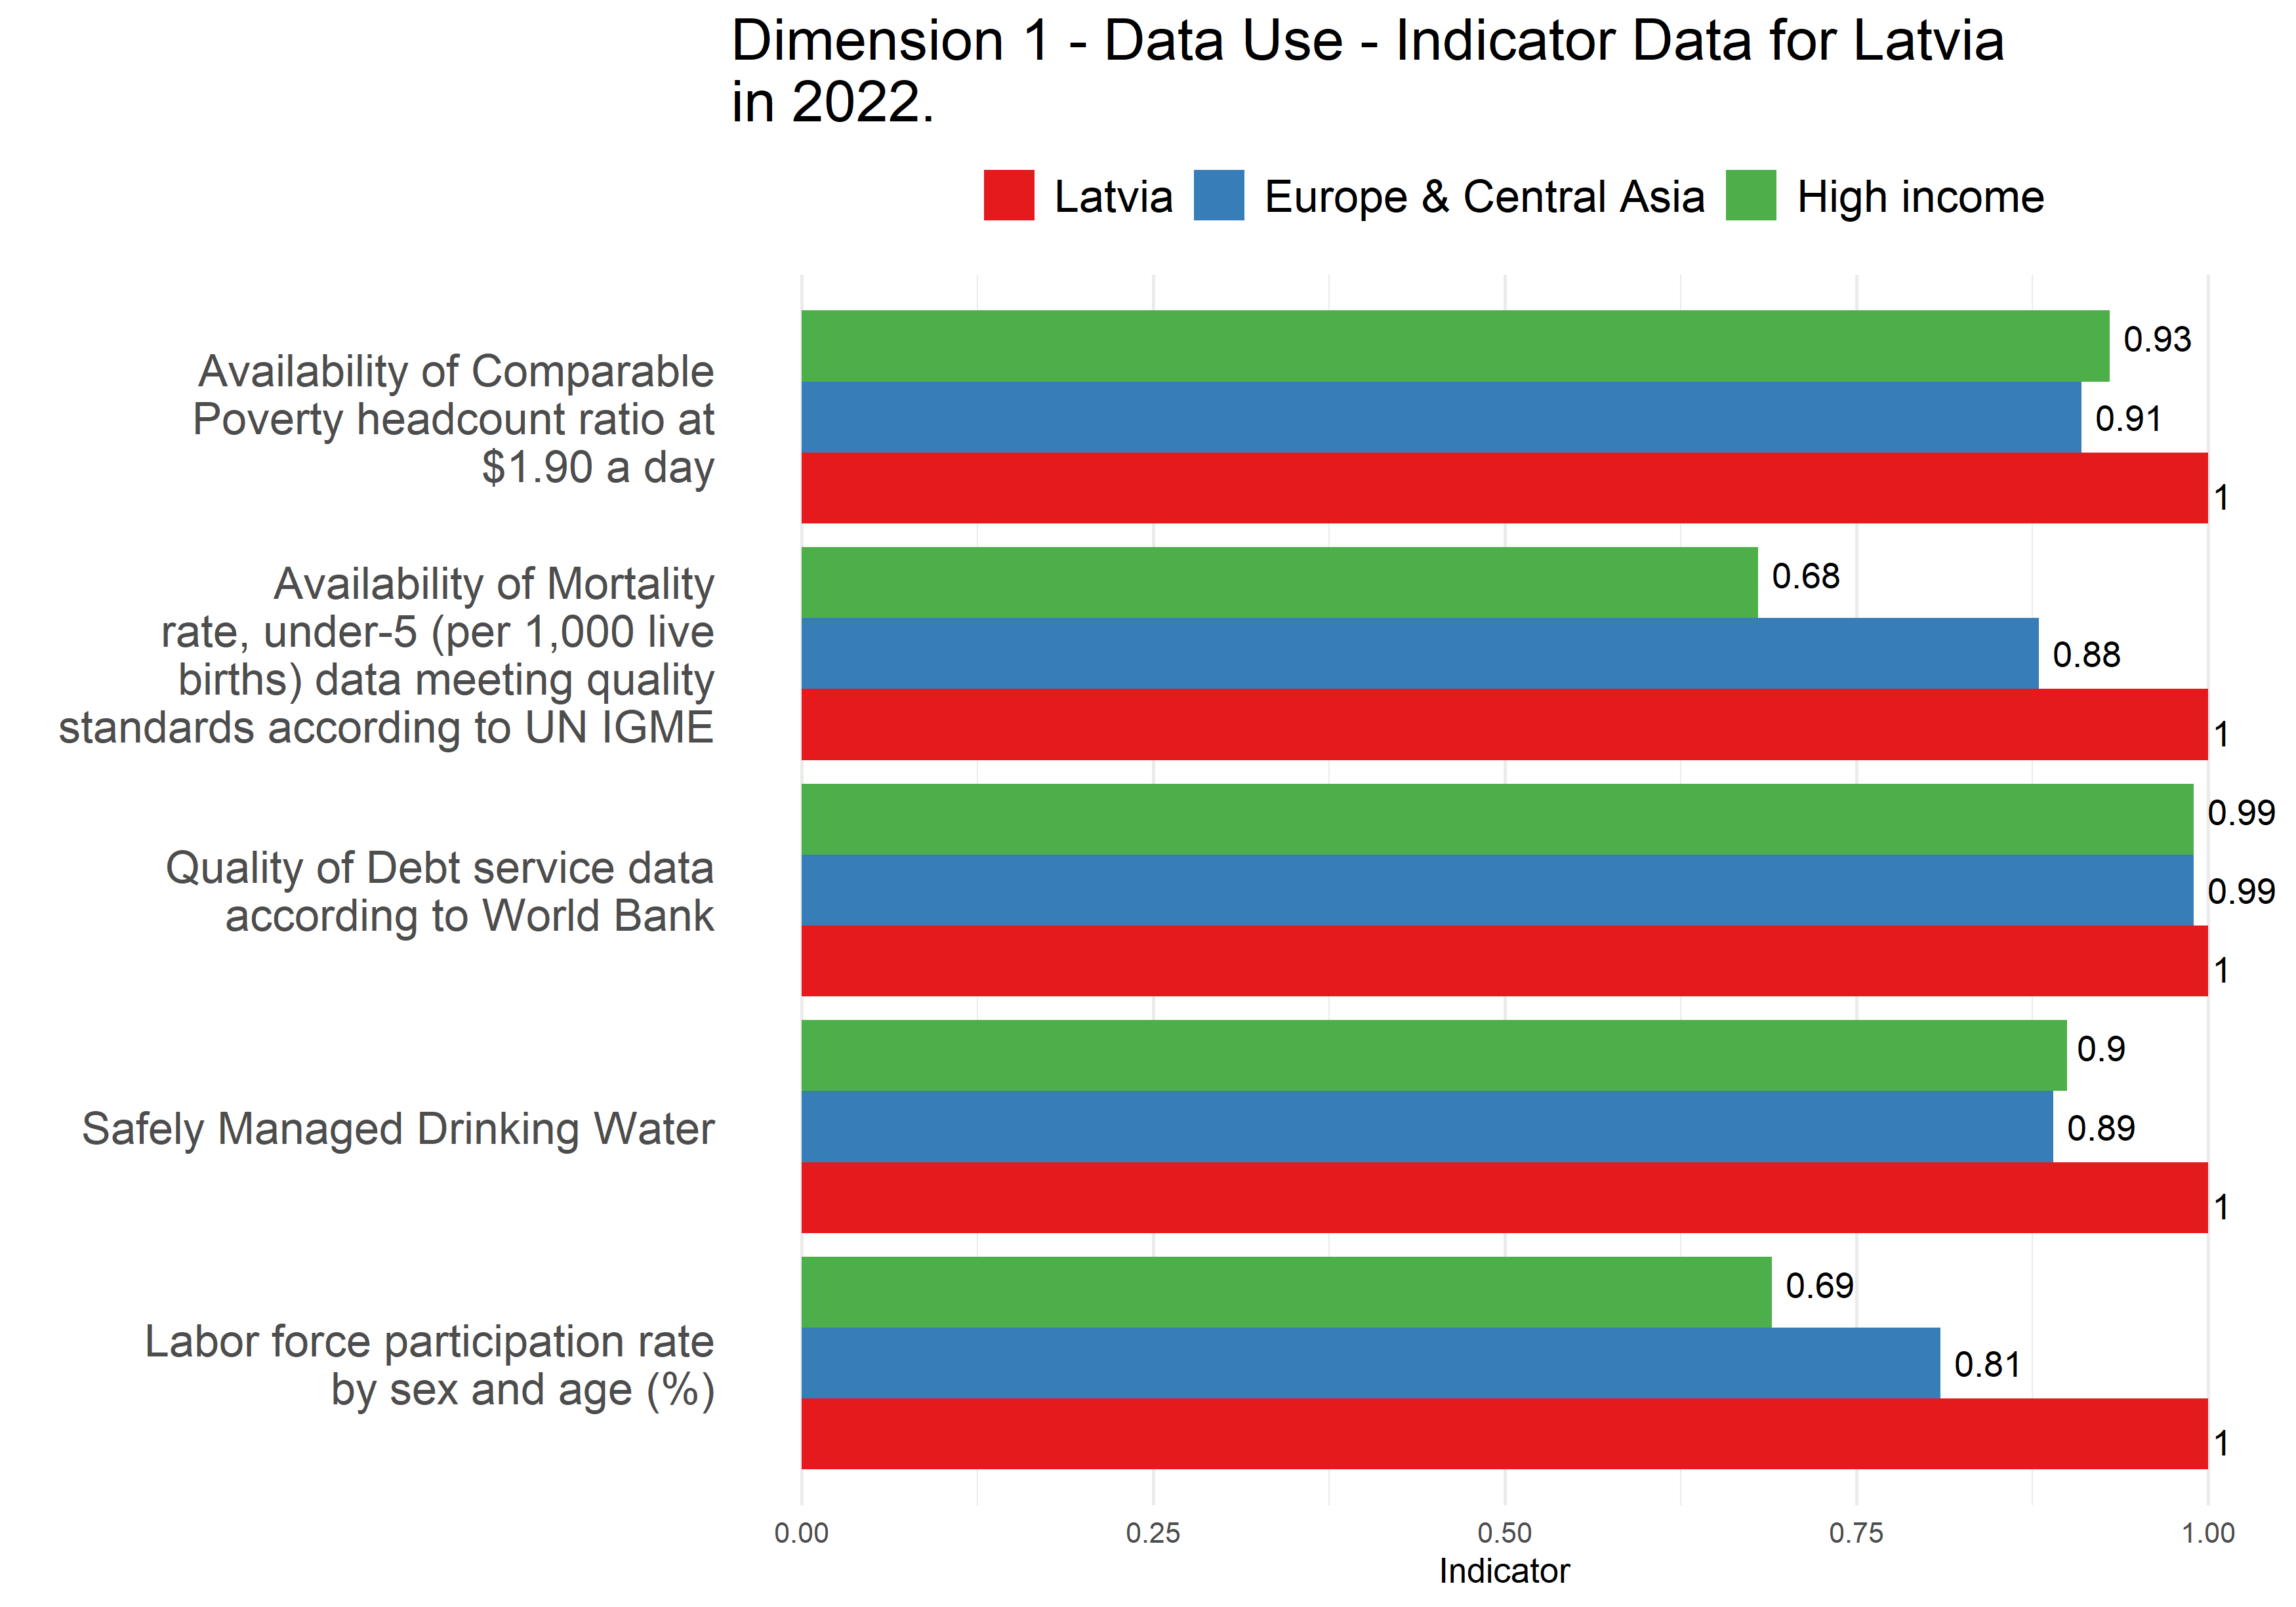 Dimension 1 - Data Use - Indicator Data for Latvia
in 2022.
Latvia Europe & Central Asia High income
Availability of Comparable
Poverty headcount ratio at
$1.90 a day
0.93
0.91
1
Availability of Mortality
rate, under-5 (per 1,000 live
births) data meeting quality
standards according to UN IGME
0.68
0.88
1
Quality of Debt service data
according to World Bank
0.99
0.99
1
Safely Managed Drinking Water
0.9
0.89
1
Labor force participation rate
by sex and age (%)
0.69
0.81
1
0.00 0.25 0.50 0.75 1.00
Indicator